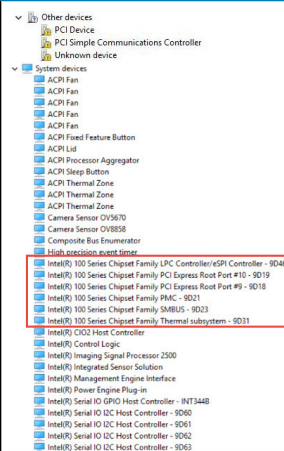 Other devices
PCI Device
PCI Simple Communications Controller
Unknown device
System devices
ACPI Fan
ACPI Fan
ACPI Fan
ACPI Fan
ACPI Fan
ACPI Fixed Feature Button
ACPI Lid
ACPI Processor Aggregator
ACPI Sleep Button
ACPI Thermal Zone
ACPI Thermal Zone
ACPI Thermal Zone
Camera Sensor OV5670
Camera Sensor OV8858
Composite Bus Enumerator
High precision event timer
Intel(R) 100 Series Chipset Family LPC Controller/eSPI Controller - 9D46
Intel(R) 100 Series Chipset Family PCI Express Root Port #10 - 9D19
Intel(R) 100 Series Chipset Family PCI Express Root Port #9 - 9D18
Intel(R) 100 Series Chipset Family PMC - 9D21
Intel(R) 100 Series Chipset Family SMBUS - 9D23
Intel(R) 100 Series Chipset Family Thermal subsystem - 9D31
Intel(R) CIO2 Host Controller
Intel(R) Control Logic
Intel(R) Imaging Signal Processor 2500
Intel(R) Integrated Sensor Solution
Intel(R) Management Engine Interface
Intel(R) Power Engine Plug-in
Intel(R) Serial IO GPIO Host Controller - INT344B
Intel(R) Serial IO I2C Host Controller - 9D60
Intel(R) Serial IO I2C Host Controller - 9D61
Intel(R) Serial IO I2C Host Controller - 9D62
Intel(R) Serial IO I2C Host Controller - 9D63